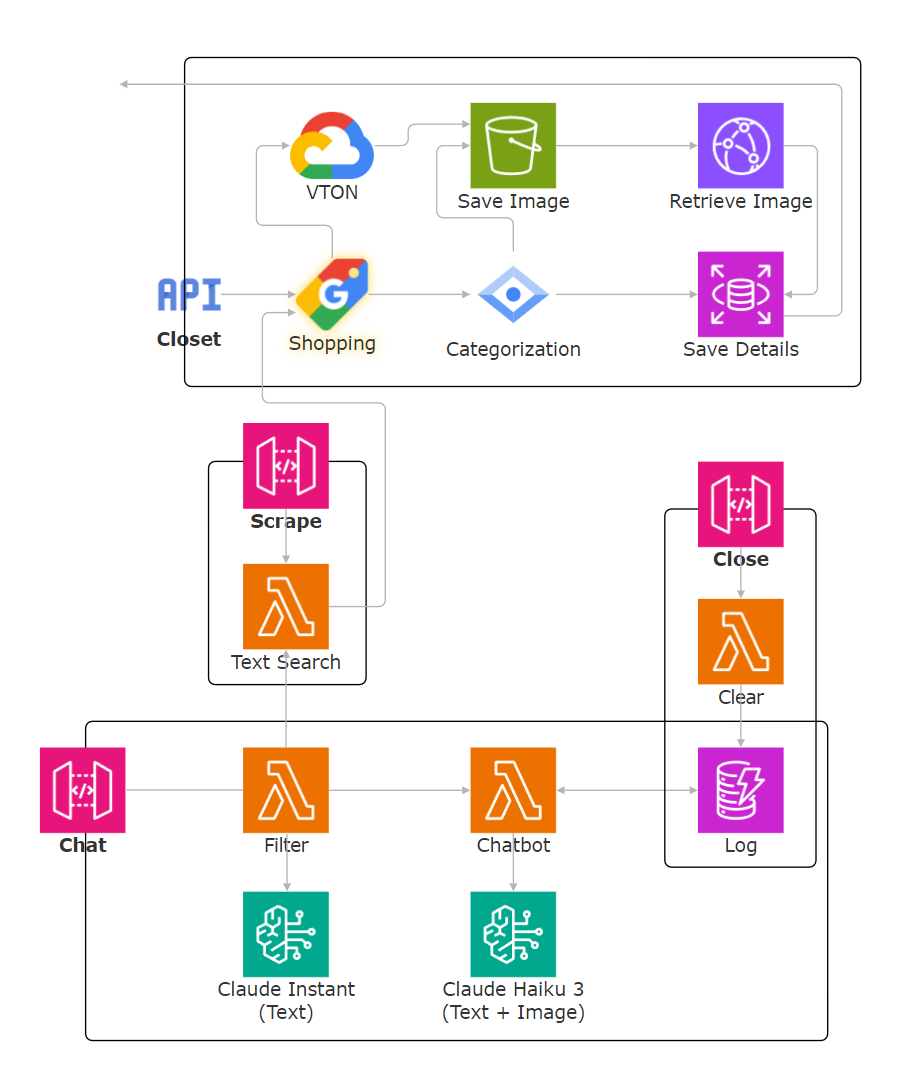 VTON
Save Image
Retrieve Image
API
Closet
G
Shopping
Categorization
Save Details
</>
Scrape
</>
Close
Text Search
Clear
</>
Chat
Filter
Chatbot
Log
Claude Instant
(Text)
Claude Haiku 3
(Text + Image)